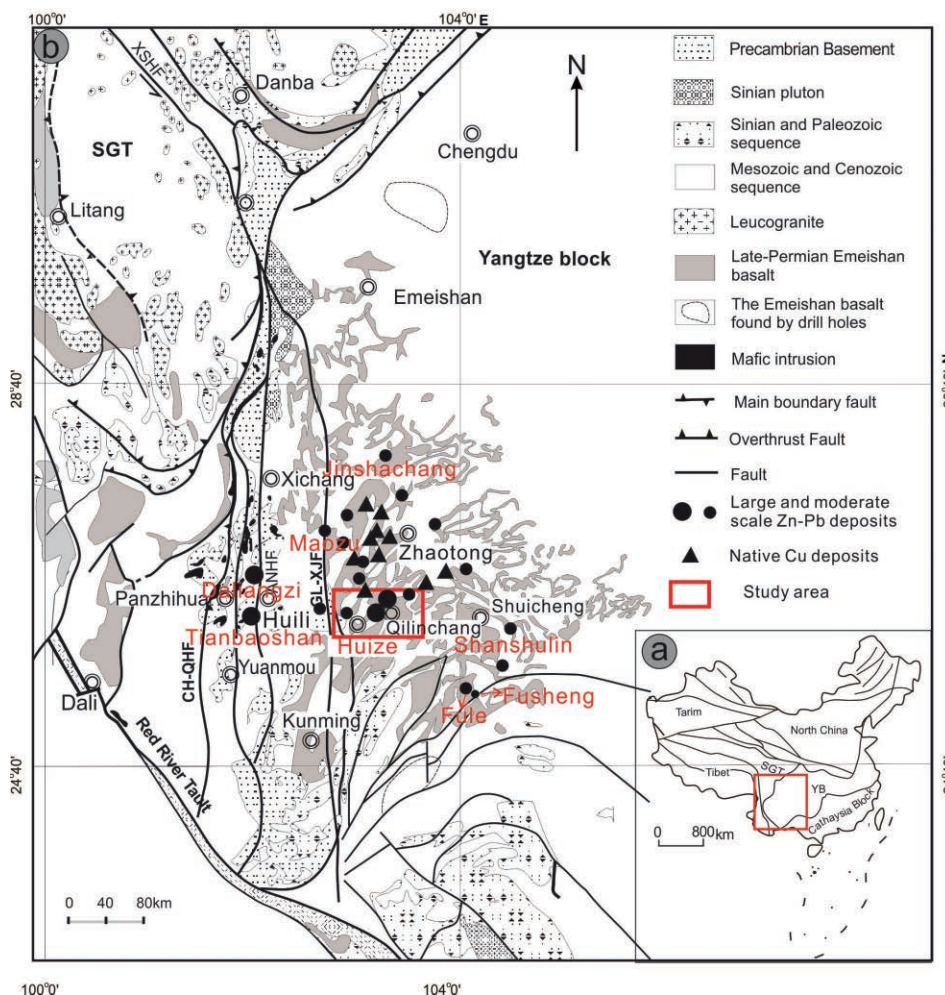 100°0'
104°0' E
b
XSHF
Danba
N
SGT
Chengdu
Litang
Yangtze block
Emeishan
28°40'
Jinshachang
Xichang
Maozu
Zhaotong
NHF
GL-XJF
Daliangzi
Panzhihua
Shuicheng
Huili
Qilinchang
Tianbaoshan
Huize
Shanshulin
CH-QHF
Yuanmou
Dali
Fusheng
Fule
Kunming
Red River Tault
24°40'
0 40 80km
100°0'
104°0'
Precambrian Basement
Sinian pluton
Sinian and Paleozoic
sequence
Mesozoic and Cenozoic
sequence
Leucogranite
Late-Permian Emeishan
basalt
The Emeishan basalt
found by drill holes
Mafic intrusion
Main boundary fault
Overthrust Fault
Fault
Large and moderate
scale Zn-Pb deposits
Native Cu deposits
Study area
a
Tarim
North China
Tibet
SGT
YB
Cathaysia Block
0 800km